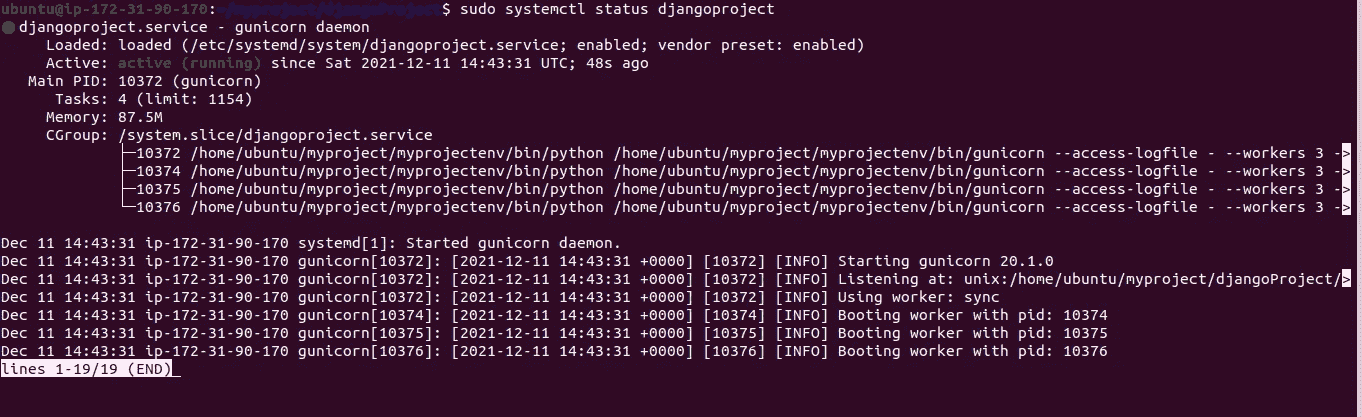 ubuntu@ip-172-31-90-170:~/myproject/djangoProject$ sudo systemctl status djangoproject
● djangoproject.service - gunicorn daemon
Loaded: loaded (/etc/systemd/system/djangoproject.service; enabled; vendor preset: enabled)
Active: active (running) since Sat 2021-12-11 14:43:31 UTC; 48s ago
Main PID: 10372 (gunicorn)
Tasks: 4 (limit: 1154)
Memory: 87.5M
CGroup: /system.slice/djangoproject.service
├─10372 /home/ubuntu/myproject/myprojectenv/bin/python /home/ubuntu/myproject/myprojectenv/bin/gunicorn --access-logfile - --workers 3 ->
├─10374 /home/ubuntu/myproject/myprojectenv/bin/python /home/ubuntu/myproject/myprojectenv/bin/gunicorn --access-logfile - --workers 3 ->
├─10375 /home/ubuntu/myproject/myprojectenv/bin/python /home/ubuntu/myproject/myprojectenv/bin/gunicorn --access-logfile - --workers 3 ->
└─10376 /home/ubuntu/myproject/myprojectenv/bin/python /home/ubuntu/myproject/myprojectenv/bin/gunicorn --access-logfile - --workers 3 ->
Dec 11 14:43:31 ip-172-31-90-170 systemd[1]: Started gunicorn daemon.
Dec 11 14:43:31 ip-172-31-90-170 gunicorn[10372]: [2021-12-11 14:43:31 +0000] [10372] [INFO] Starting gunicorn 20.1.0
Dec 11 14:43:31 ip-172-31-90-170 gunicorn[10372]: [2021-12-11 14:43:31 +0000] [10372] [INFO] Listening at: unix:/home/ubuntu/myproject/djangoProject/>
Dec 11 14:43:31 ip-172-31-90-170 gunicorn[10372]: [2021-12-11 14:43:31 +0000] [10372] [INFO] Using worker: sync
Dec 11 14:43:31 ip-172-31-90-170 gunicorn[10374]: [2021-12-11 14:43:31 +0000] [10374] [INFO] Booting worker with pid: 10374
Dec 11 14:43:31 ip-172-31-90-170 gunicorn[10375]: [2021-12-11 14:43:31 +0000] [10375] [INFO] Booting worker with pid: 10375
Dec 11 14:43:31 ip-172-31-90-170 gunicorn[10376]: [2021-12-11 14:43:31 +0000] [10376] [INFO] Booting worker with pid: 10376
lines 1-19/19 (END)